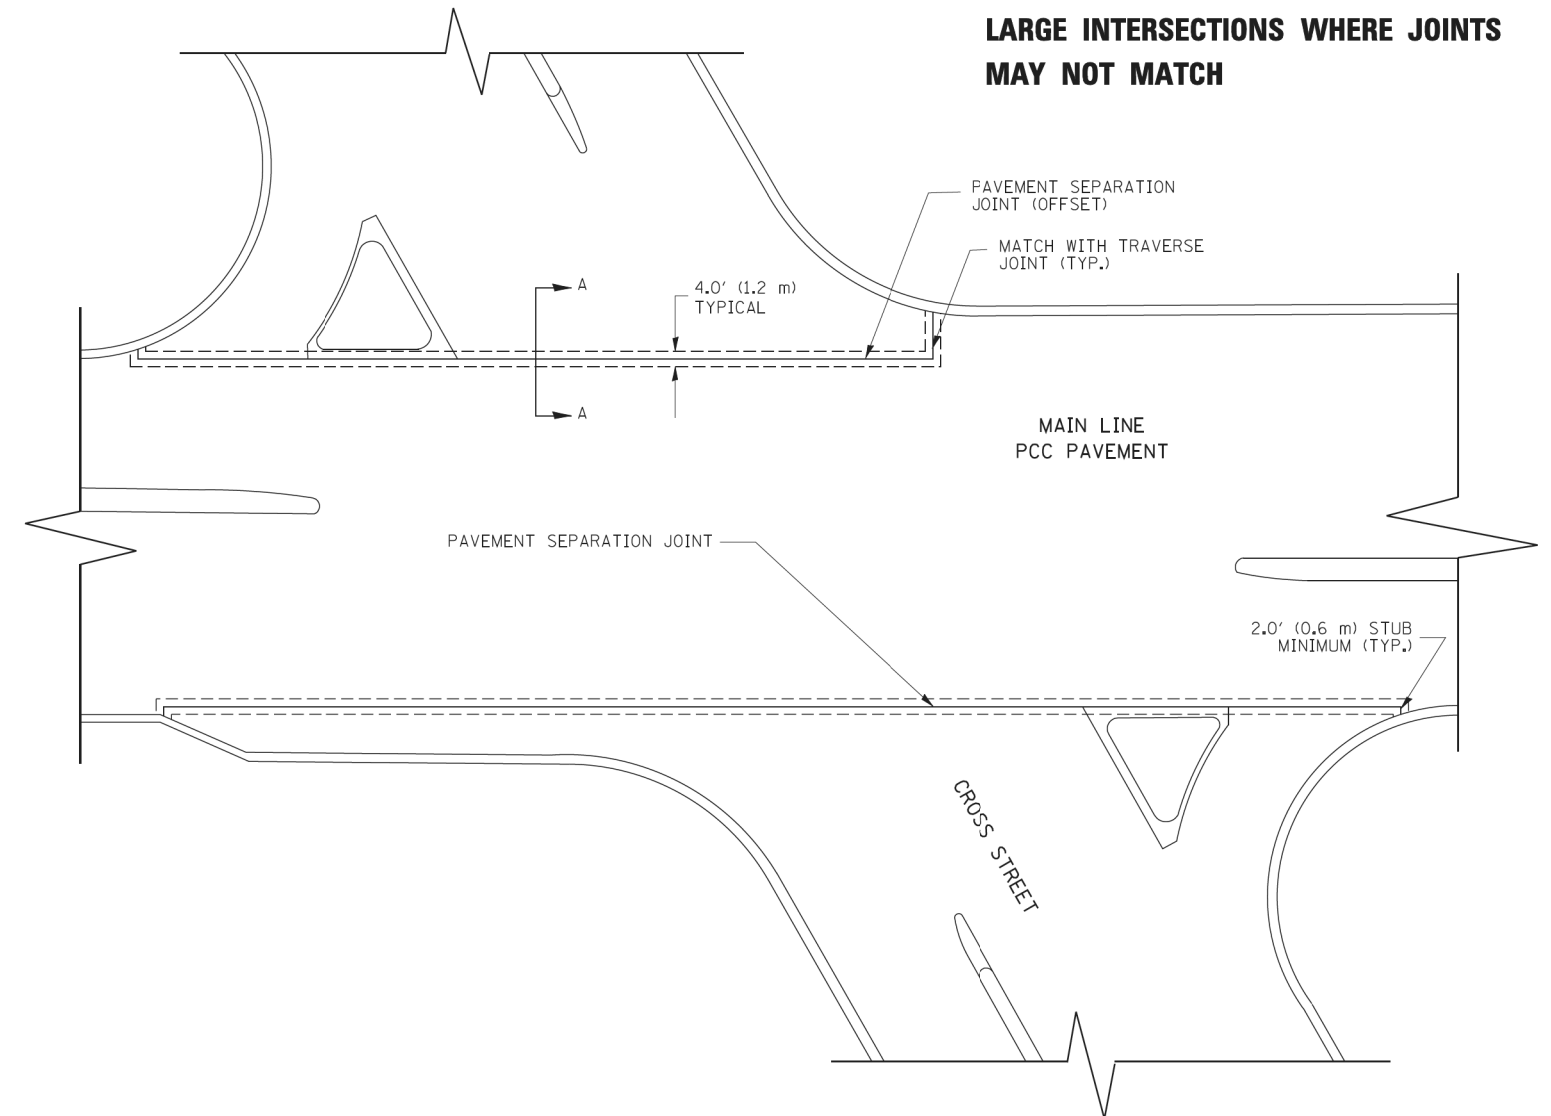 LARGE INTERSECTIONS WHERE JOINTS
MAY NOT MATCH
PAVEMENT SEPARATION
JOINT (OFFSET)
MATCH WITH TRAVERSE
JOINT (TYP.)
A
4.0' (1.2 m)
TYPICAL
A
MAIN LINE
PCC PAVEMENT
PAVEMENT SEPARATION JOINT
2.0' (0.6 m) STUB
MINIMUM (TYP.)
CROSS STREET